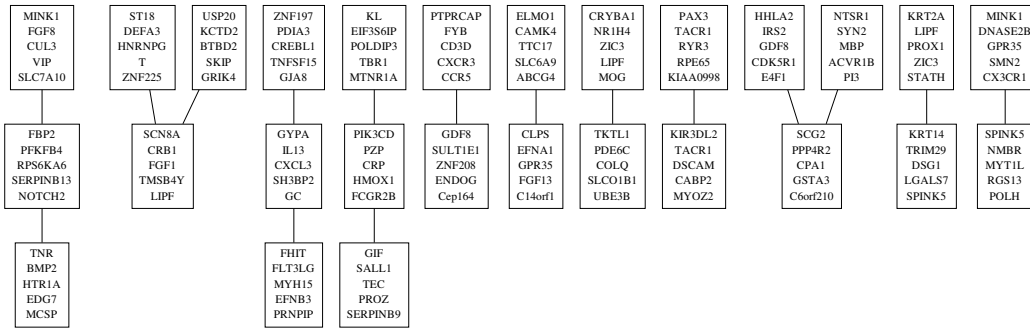 MINK1
FGF8
CUL3
VIP
SLC7A10
ST18
DEFA3
HNRNPG
T
ZNF225
USP20
KCTD2
BTBD2
SKIP
GRIK4
ZNF197
PDIA3
CREBL1
TNFSF15
GJA8
KL
EIF3S6IP
POLDIP3
TBR1
MTNR1A
PTPRCAP
FYB
CD3D
CXCR3
CCR5
ELMO1
CAMK4
TTC17
SLC6A9
ABCG4
CRYBA1
NR1H4
ZIC3
LIPF
MOG
PAX3
TACR1
RYR3
RPE65
KIAA0998
HHLA2
IRS2
GDF8
CDK5R1
E4F1
NTSR1
SYN2
MBP
ACVR1B
PI3
KRT2A
LIPF
PROX1
ZIC3
STATH
MINK1
DNASE2B
GPR35
SMN2
CX3CR1
FBP2
PFKFB4
RPS6KA6
SERPINB13
NOTCH2
SCN8A
CRB1
FGF1
TMSB4Y
LIPF
GYPA
IL13
CXCL3
SH3BP2
GC
PIK3CD
PZP
CRP
HMOX1
FCGR2B
GDF8
SULT1E1
ZNF208
ENDOG
Cep164
CLPS
EFNA1
GPR35
FGF13
C14orf1
TKTL1
PDE6C
COLQ
SLCO1B1
UBE3B
KIR3DL2
TACR1
DSCAM
CABP2
MYOZ2
SCG2
PPP4R2
CPA1
GSTA3
C6orf210
KRT14
TRIM29
DSG1
LGALS7
SPINK5
SPINK5
NMBR
MYT1L
RGS13
POLH
TNR
BMP2
HTR1A
EDG7
MCSP
FHIT
FLT3LG
MYH15
EFNB3
PRNPIP
GIF
SALL1
TEC
PROZ
SERPINB9